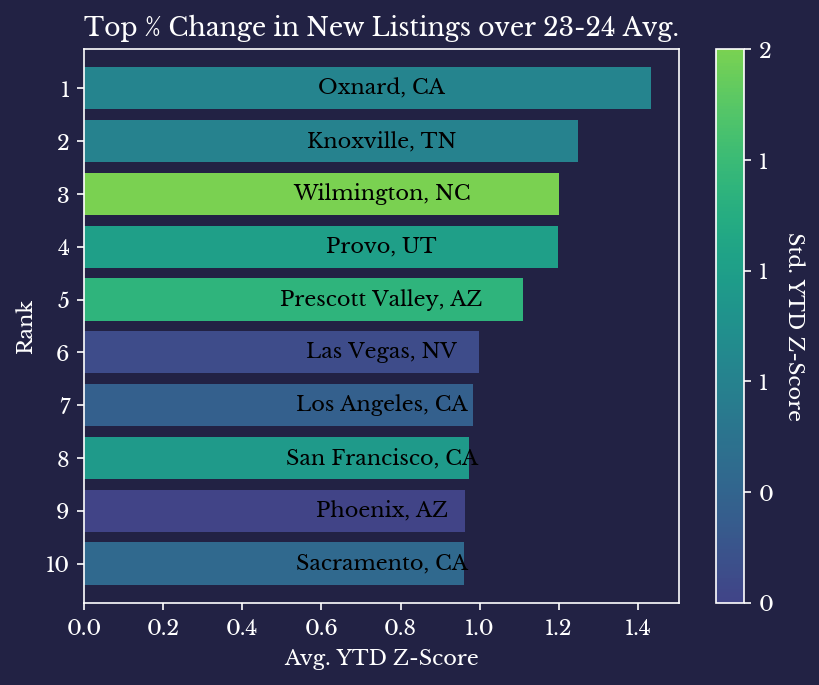 Top % Change in New Listings over 23-24 Avg.
Rank
1
2
3
4
5
6
7
8
9
10
Oxnard, CA
Knoxville, TN
Wilmington, NC
Provo, UT
Prescott Valley, AZ
Las Vegas, NV
Los Angeles, CA
San Francisco, CA
Phoenix, AZ
Sacramento, CA
0.0 0.2 0.4 0.6 0.8 1.0 1.2 1.4
Avg. YTD Z-Score
2
1
1
1
0
0
Std. YTD Z-Score